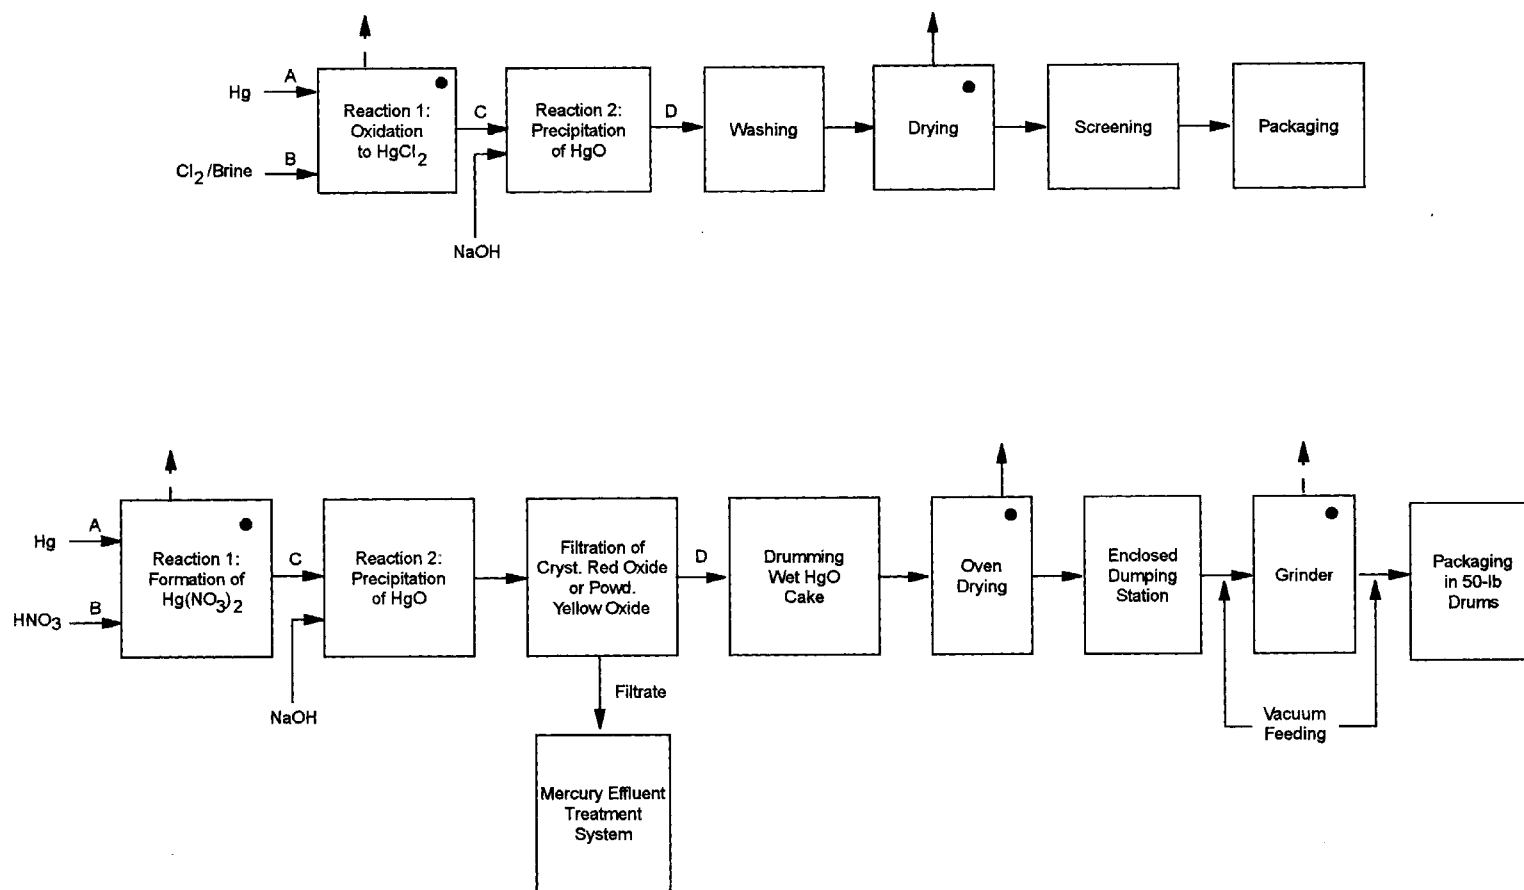 Hg
A
Cl2/Brine
B
Reaction 1:
Oxidation
to HgCl2
C
NaOH
Reaction 2:
Precipitation
of HgO
D
Washing
Drying
Screening
Packaging
Hg
A
HNO3
B
Reaction 1:
Formation of
Hg(NO3)2
C
NaOH
Reaction 2:
Precipitation
of HgO
Filtration of
Cryst. Red Oxide
or Powd.
Yellow Oxide
Filtrate
Mercury Effluent
Treatment
System
D
Drumming
Wet HgO
Cake
Oven
Drying
Enclosed
Dumping
Station
Vacuum
Feeding
Grinder
Packaging
in 50-lb
Drums